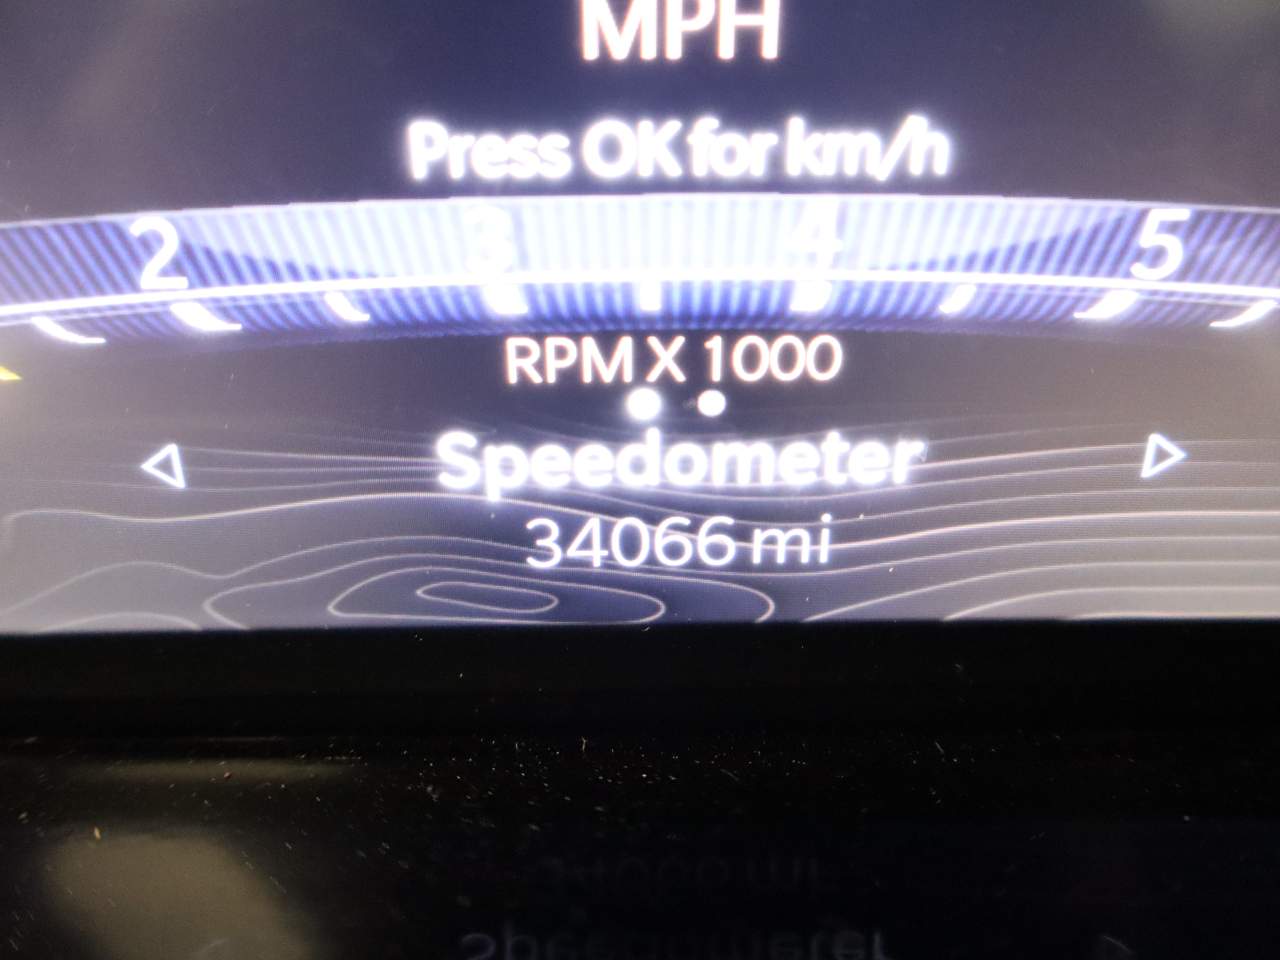 MPH
Press OK for km/h
2 3 4 5
RPM X 1000
Speedometer
34066 mi